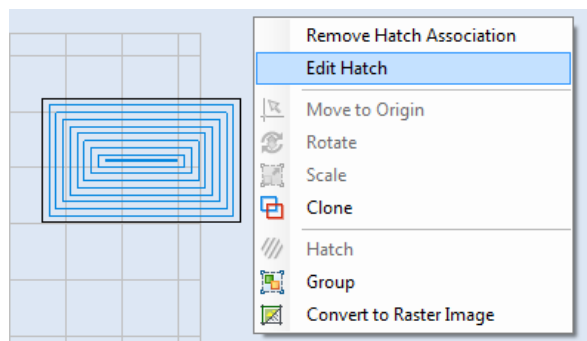 Remove Hatch Association
Edit Hatch
Move to Origin
Rotate
Scale
Clone
Hatch
Group
Convert to Raster Image